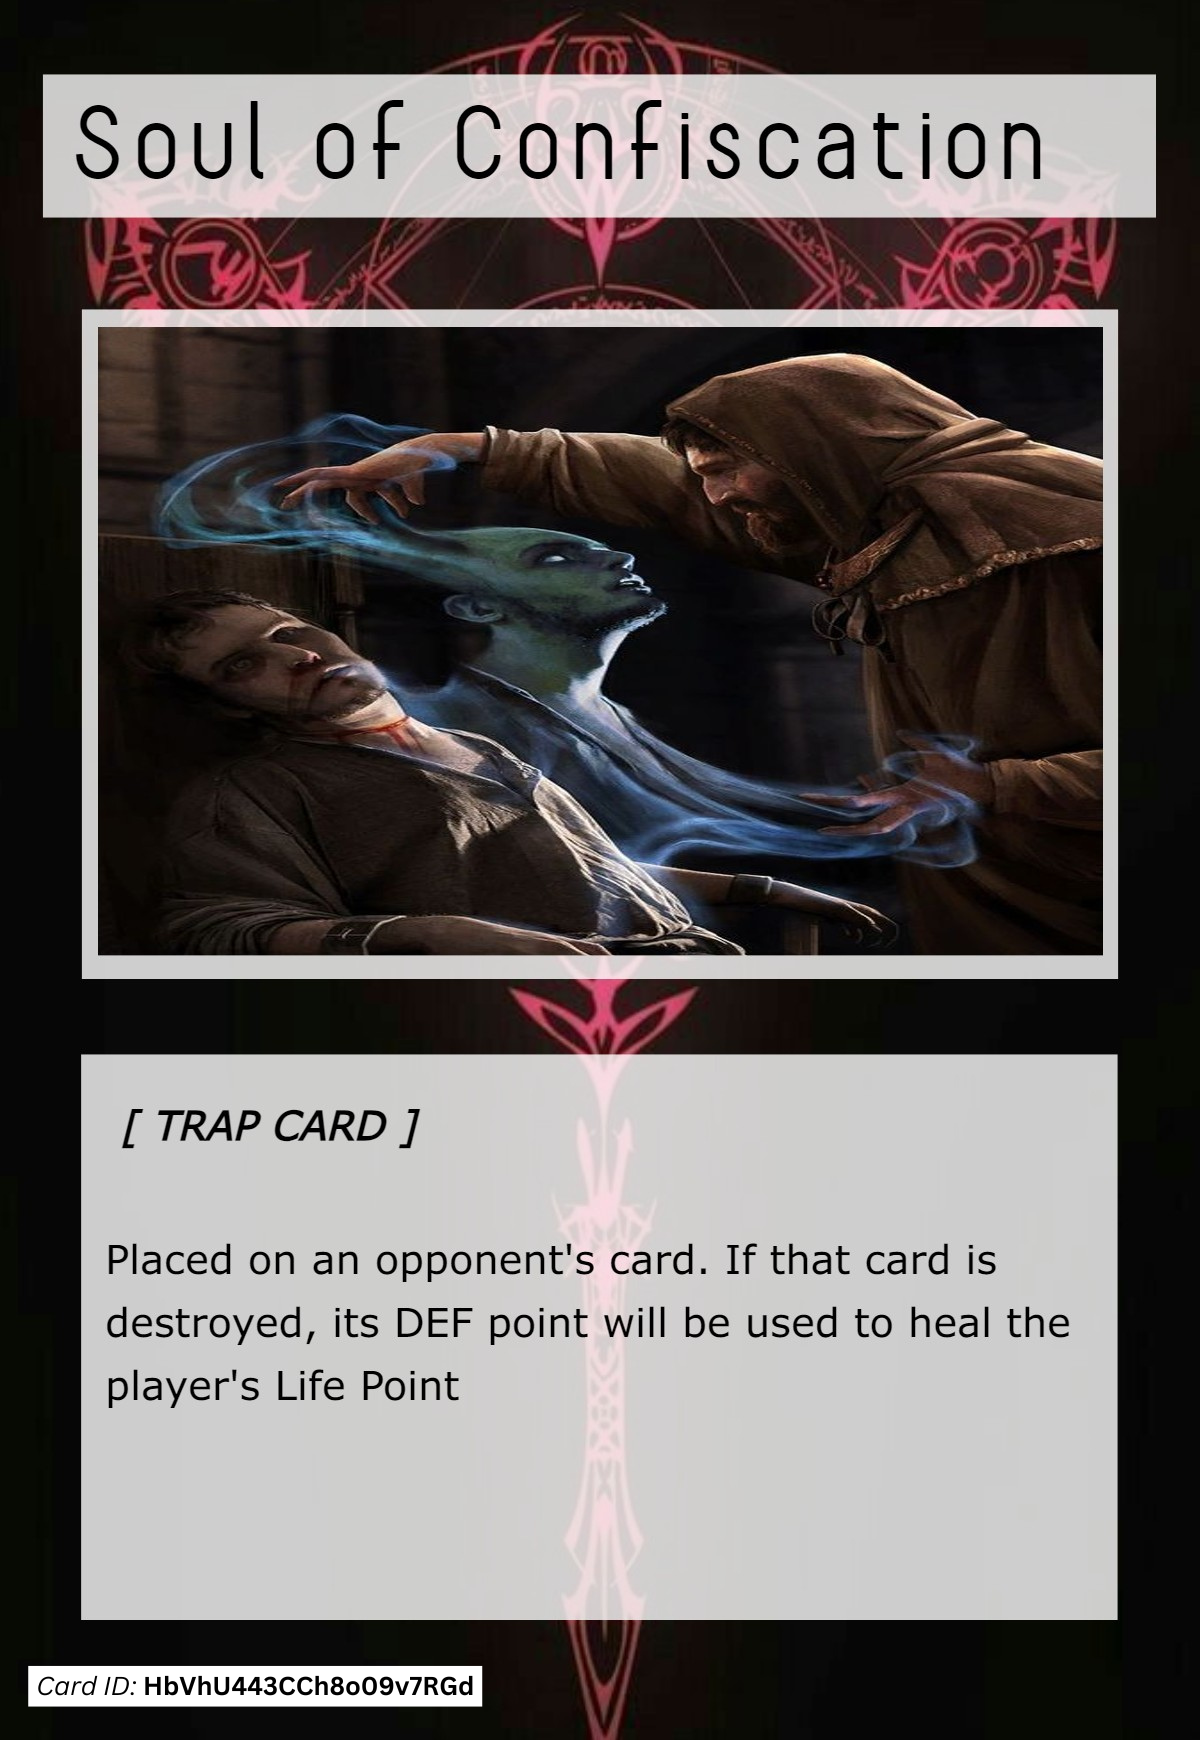 Soul of Confiscation
[ TRAP CARD ]
Placed on an opponent's card. If that card is
destroyed, its DEF point will be used to heal the
player's Life Point
Card ID: HbVhU443CCh8o09v7RGd